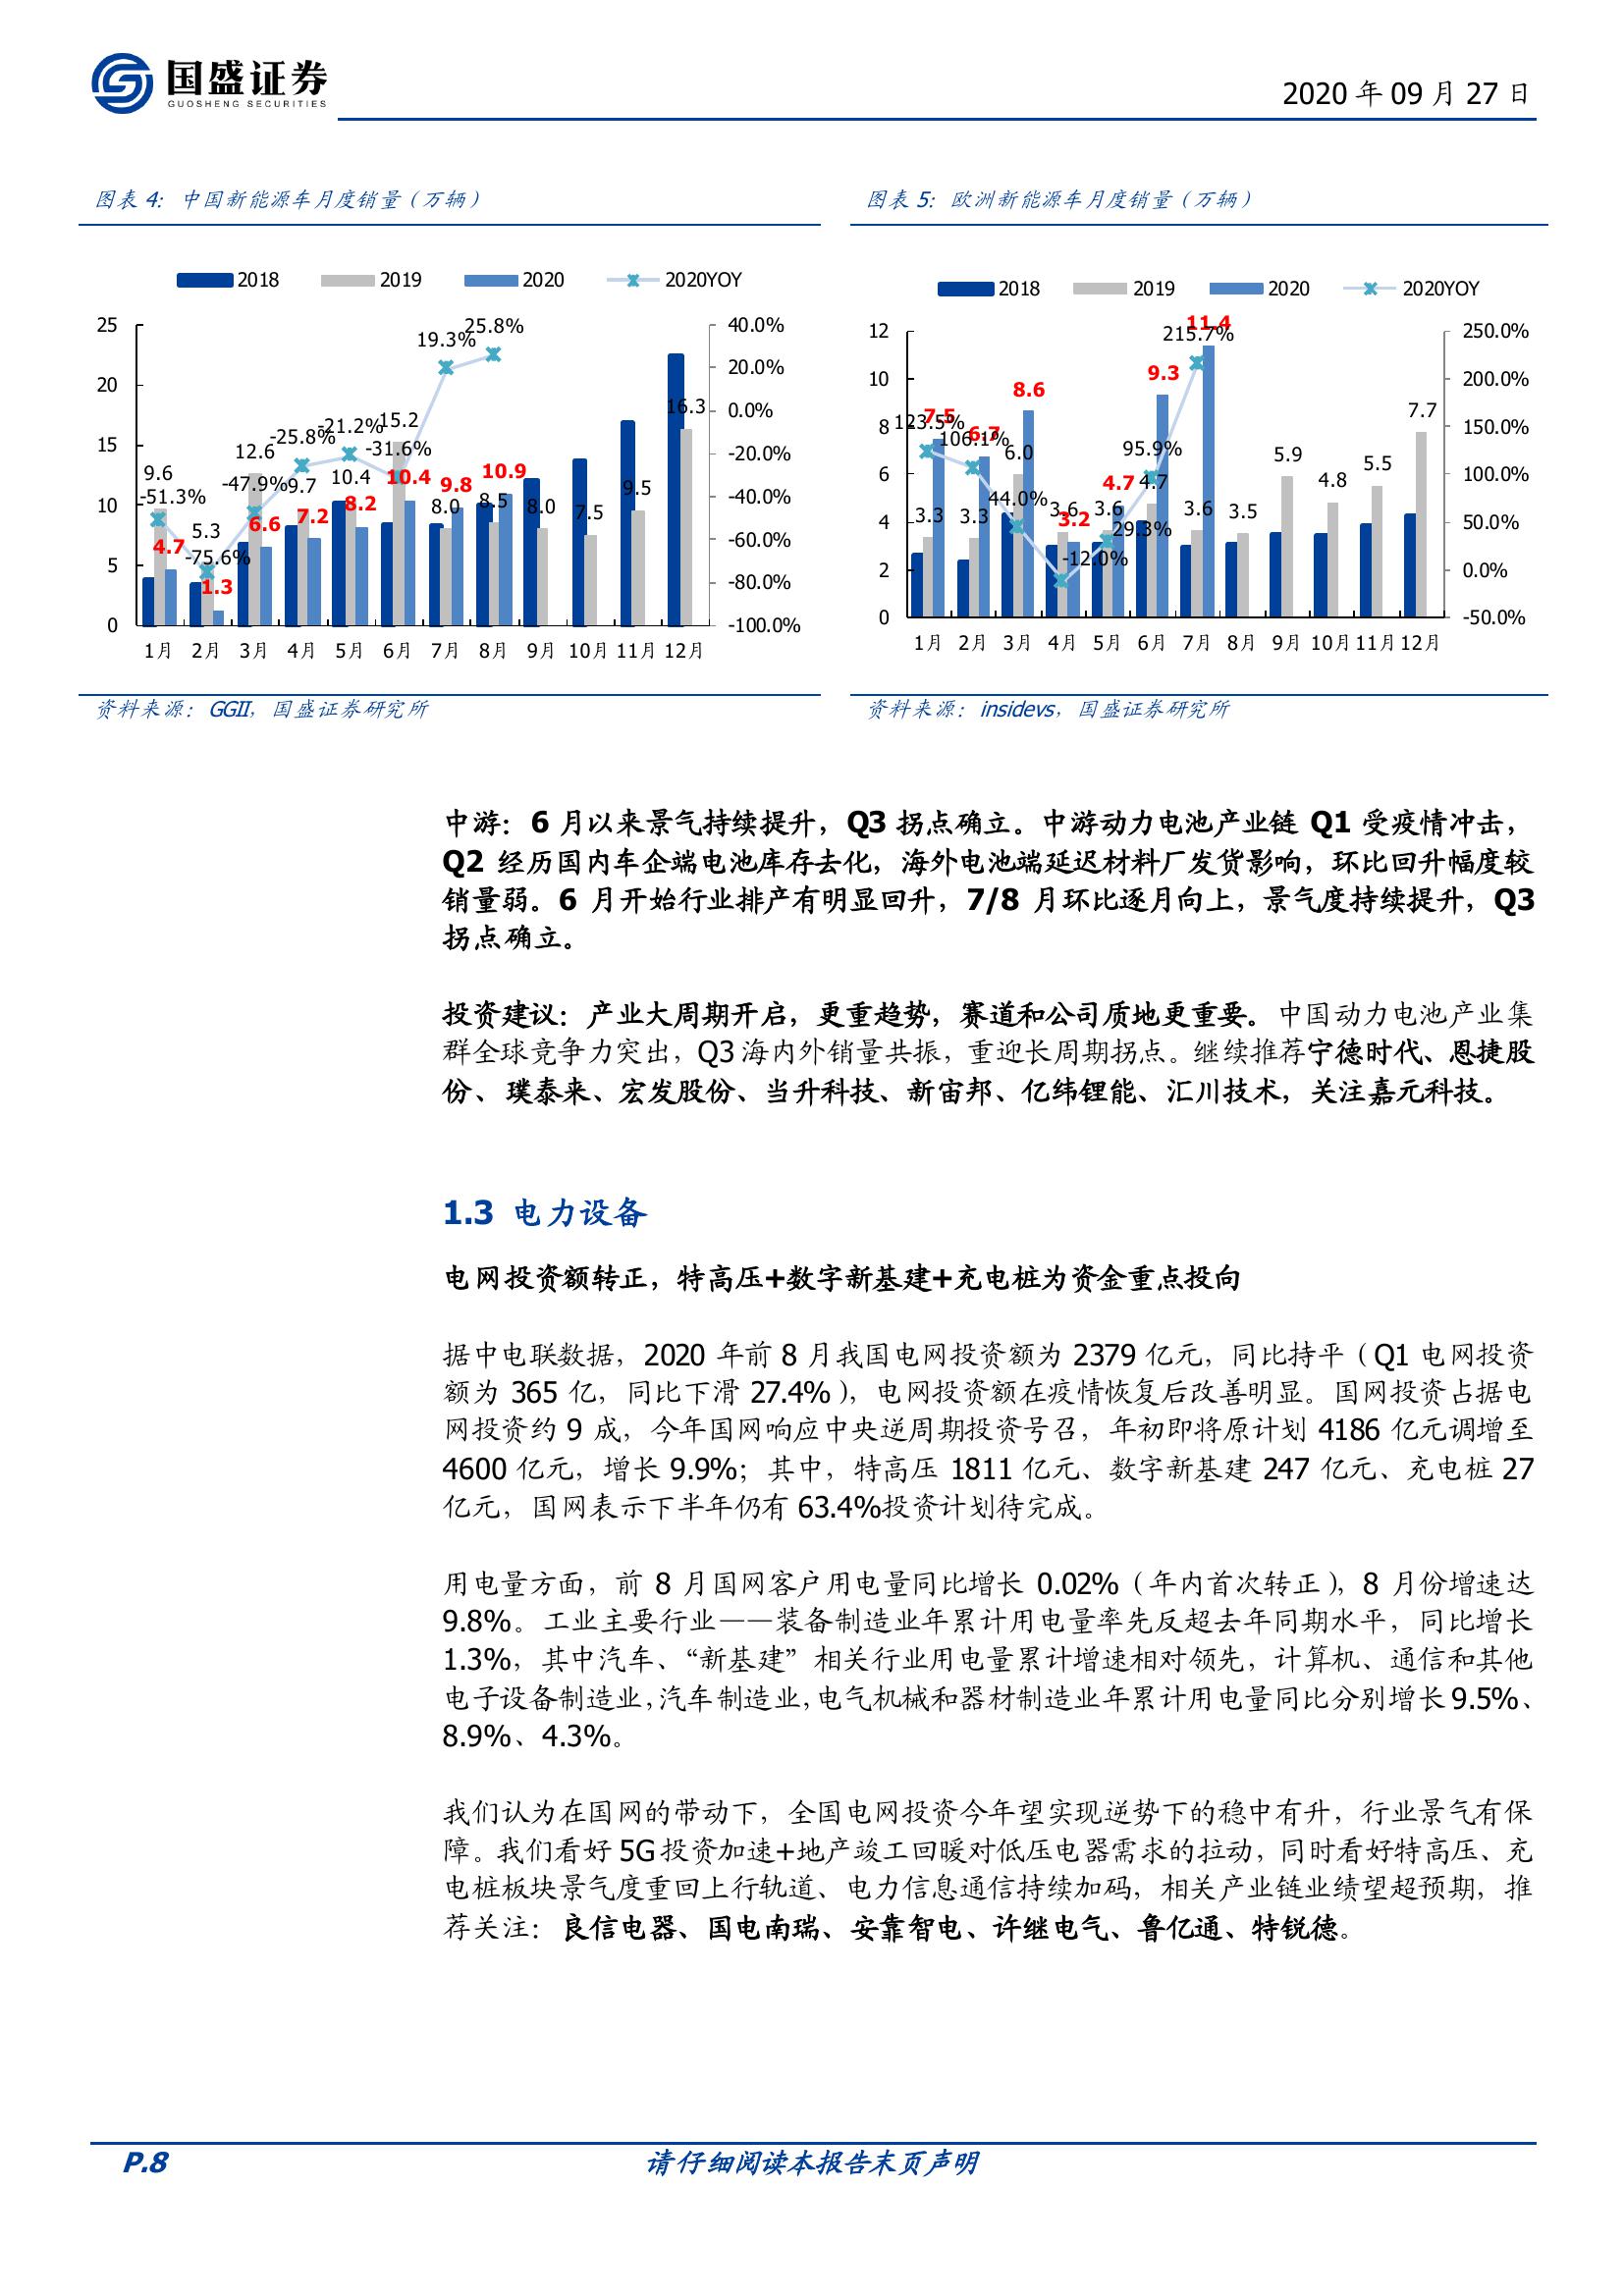 国盛证券
GUOSHENG SECURITIES
2020 年 09 月 27 日
图表 4: 中国新能源车月度销量（万辆）
2018 2019 2020 2020YOY
25
20
15
10
5
0
40.0%
20.0%
0.0%
-20.0%
-40.0%
-60.0%
-80.0%
-100.0%
9.6 5.3 12.6 9.7 10.4 15.2 8.0 8.5 8.0 7.5 9.5 16.3
4.7 1.3 6.6 7.2 8.2 10.4 9.8 10.9
-51.3% -75.6% -47.9% -25.8% -21.2% -31.6% 19.3% 25.8%
1月 2月 3月 4月 5月 6月 7月 8月 9月 10月 11月 12月
资料来源：GGII，国盛证券研究所
图表 5: 欧洲新能源车月度销量（万辆）
2018 2019 2020 2020YOY
12
10
8
6
4
2
0
250.0%
200.0%
150.0%
100.0%
50.0%
0.0%
-50.0%
3.3 3.3 6.0 3.6 3.6 4.7 3.6 3.5 5.9 4.8 5.5 7.7
7.5 6.7 8.6 3.2 4.7 9.3 11.4
123.5% 106.1% 44.0% -12.0% 29.3% 95.9% 215.7%
1月 2月 3月 4月 5月 6月 7月 8月 9月 10月 11月 12月
资料来源：insidevs，国盛证券研究所
中游：6 月以来景气持续提升，Q3 拐点确立。中游动力电池产业链 Q1 受疫情冲击，
Q2 经历国内车企端电池库存去化，海外电池端延迟材料厂发货影响，环比回升幅度较
销量弱。6 月开始行业排产有明显回升，7/8 月环比逐月向上，景气度持续提升，Q3
拐点确立。
投资建议：产业大周期开启，更重趋势，赛道和公司质地更重要。中国动力电池产业集
群全球竞争力突出，Q3 海内外销量共振，重迎长周期拐点。继续推荐宁德时代、恩捷股
份、璞泰来、宏发股份、当升科技、新宙邦、亿纬锂能、汇川技术，关注嘉元科技。
1.3 电力设备
电网投资额转正，特高压+数字新基建+充电桩为资金重点投向
据中电联数据，2020 年前 8 月我国电网投资额为 2379 亿元，同比持平（Q1 电网投资
额为 365 亿，同比下滑 27.4%），电网投资额在疫情恢复后改善明显。国网投资占据电
网投资约 9 成，今年国网响应中央逆周期投资号召，年初即将原计划 4186 亿元调增至
4600 亿元，增长 9.9%；其中，特高压 1811 亿元、数字新基建 247 亿元、充电桩 27
亿元，国网表示下半年仍有 63.4%投资计划待完成。
用电量方面，前 8 月国网客户用电量同比增长 0.02%（年内首次转正），8 月份增速达
9.8%。工业主要行业——装备制造业年累计用电量率先反超去年同期水平，同比增长
1.3%，其中汽车、“新基建”相关行业用电量累计增速相对领先，计算机、通信和其他
电子设备制造业，汽车制造业，电气机械和器材制造业年累计用电量同比分别增长 9.5%、
8.9%、4.3%。
我们认为在国网的带动下，全国电网投资今年望实现逆势下的稳中有升，行业景气有保
障。我们看好 5G 投资加速+地产竣工回暖对低压电器需求的拉动，同时看好特高压、充
电桩板块景气度重回上行轨道、电力信息通信持续加码，相关产业链业绩望超预期，推
荐关注：良信电器、国电南瑞、安靠智电、许继电气、鲁亿通、特锐德。
P.8
请仔细阅读本报告末页声明